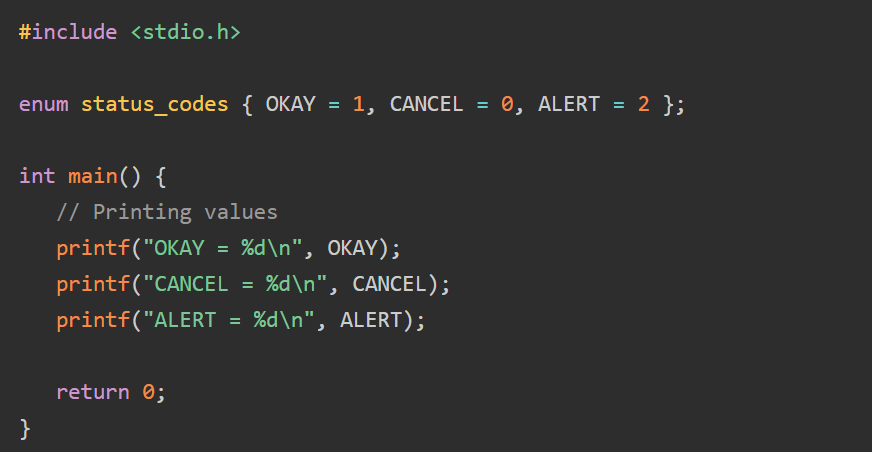 #include <stdio.h>
enum status_codes { OKAY = 1, CANCEL = 0, ALERT = 2 };
int main() {
// Printing values
printf("OKAY = %d\n", OKAY);
printf("CANCEL = %d\n", CANCEL);
printf("ALERT = %d\n", ALERT);
return 0;
}